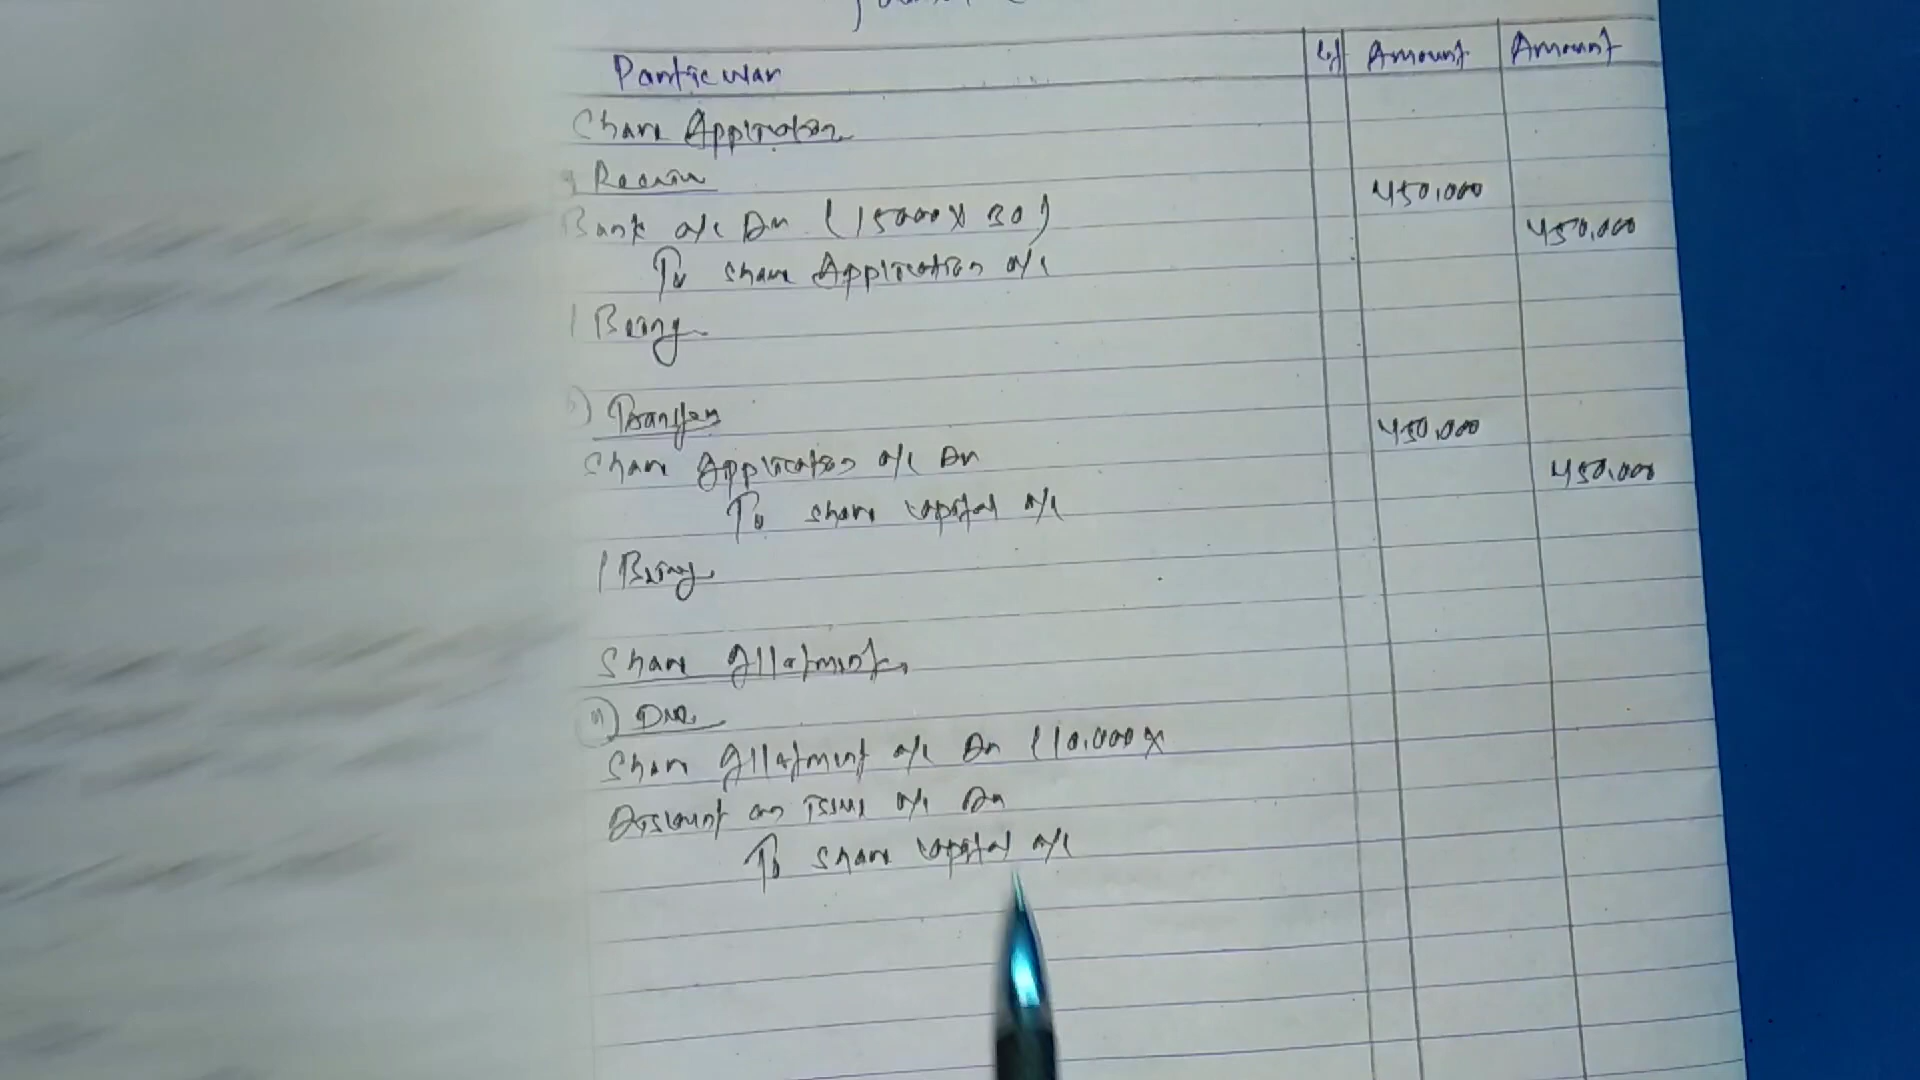 Particular L.f Amount Amount
Share Application
a) Receive
Bank a/c Dr (15000 x 30) 450,000
To share Application a/c 450,000
(Being
b) Transfer
Share Application a/c Dr 450,000
To share capital a/c 450,000
(Being
Share Allotment
a) Due
Share Allotment a/c Dr (10,000 x
Discount on issue a/c Dr
To share capital a/c